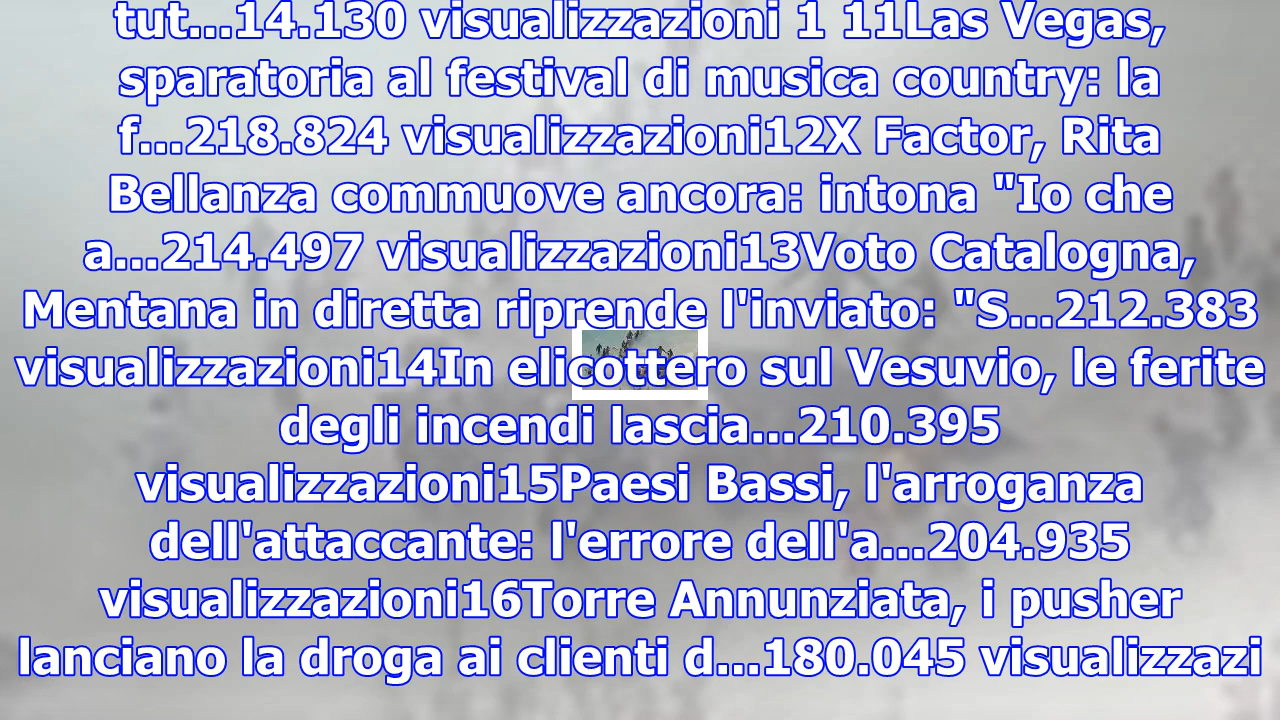 tut...14.130 visualizzazioni 1 11Las Vegas,
sparatoria al festival di musica country: la
f...218.824 visualizzazioni12X Factor, Rita
Bellanza commuove ancora: intona "Io che
a...214.497 visualizzazioni13Voto Catalogna,
Mentana in diretta riprende l'inviato: "S...212.383
visualizzazioni14In elicottero sul Vesuvio, le ferite
degli incendi lascia...210.395
visualizzazioni15Paesi Bassi, l'arroganza
dell'attaccante: l'errore dell'a...204.935
visualizzazioni16Torre Annunziata, i pusher
lanciano la droga ai clienti d...180.045 visualizzazi